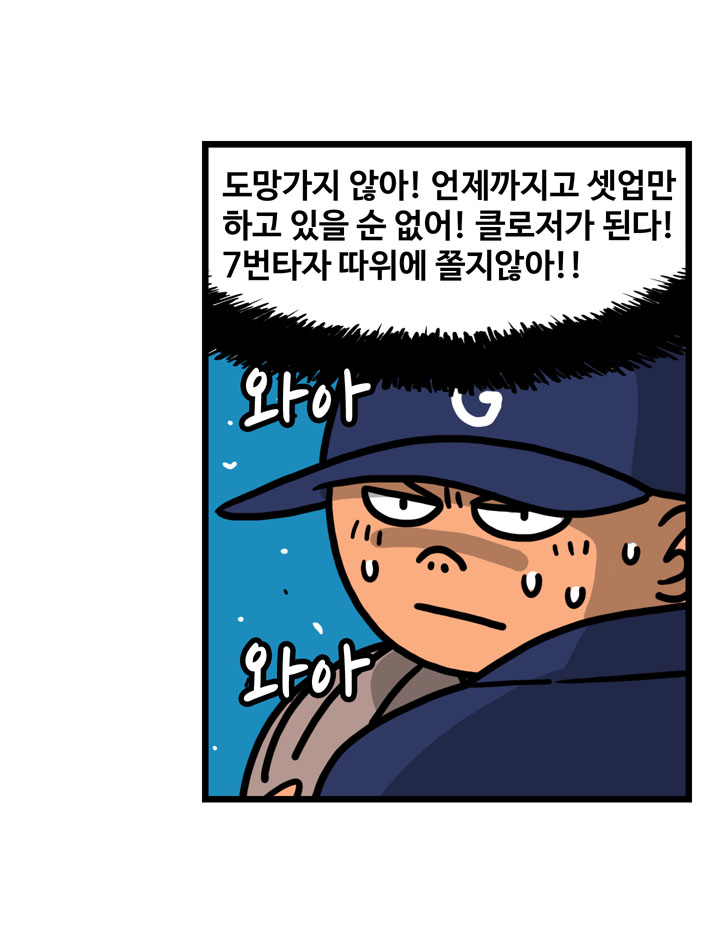 도망가지 않아! 언제까지고 셋업만
하고 있을 순 없어! 클로저가 된다!
7번타자 따위에 쫄지않아!!
와아
G
와아